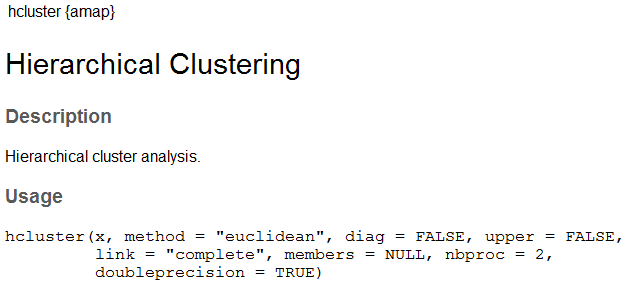 hcluster {amap}
Hierarchical Clustering
Description
Hierarchical cluster analysis.
Usage
hcluster(x, method = "euclidean", diag = FALSE, upper = FALSE,
         link = "complete", members = NULL, nbproc = 2,
         doubleprecision = TRUE)